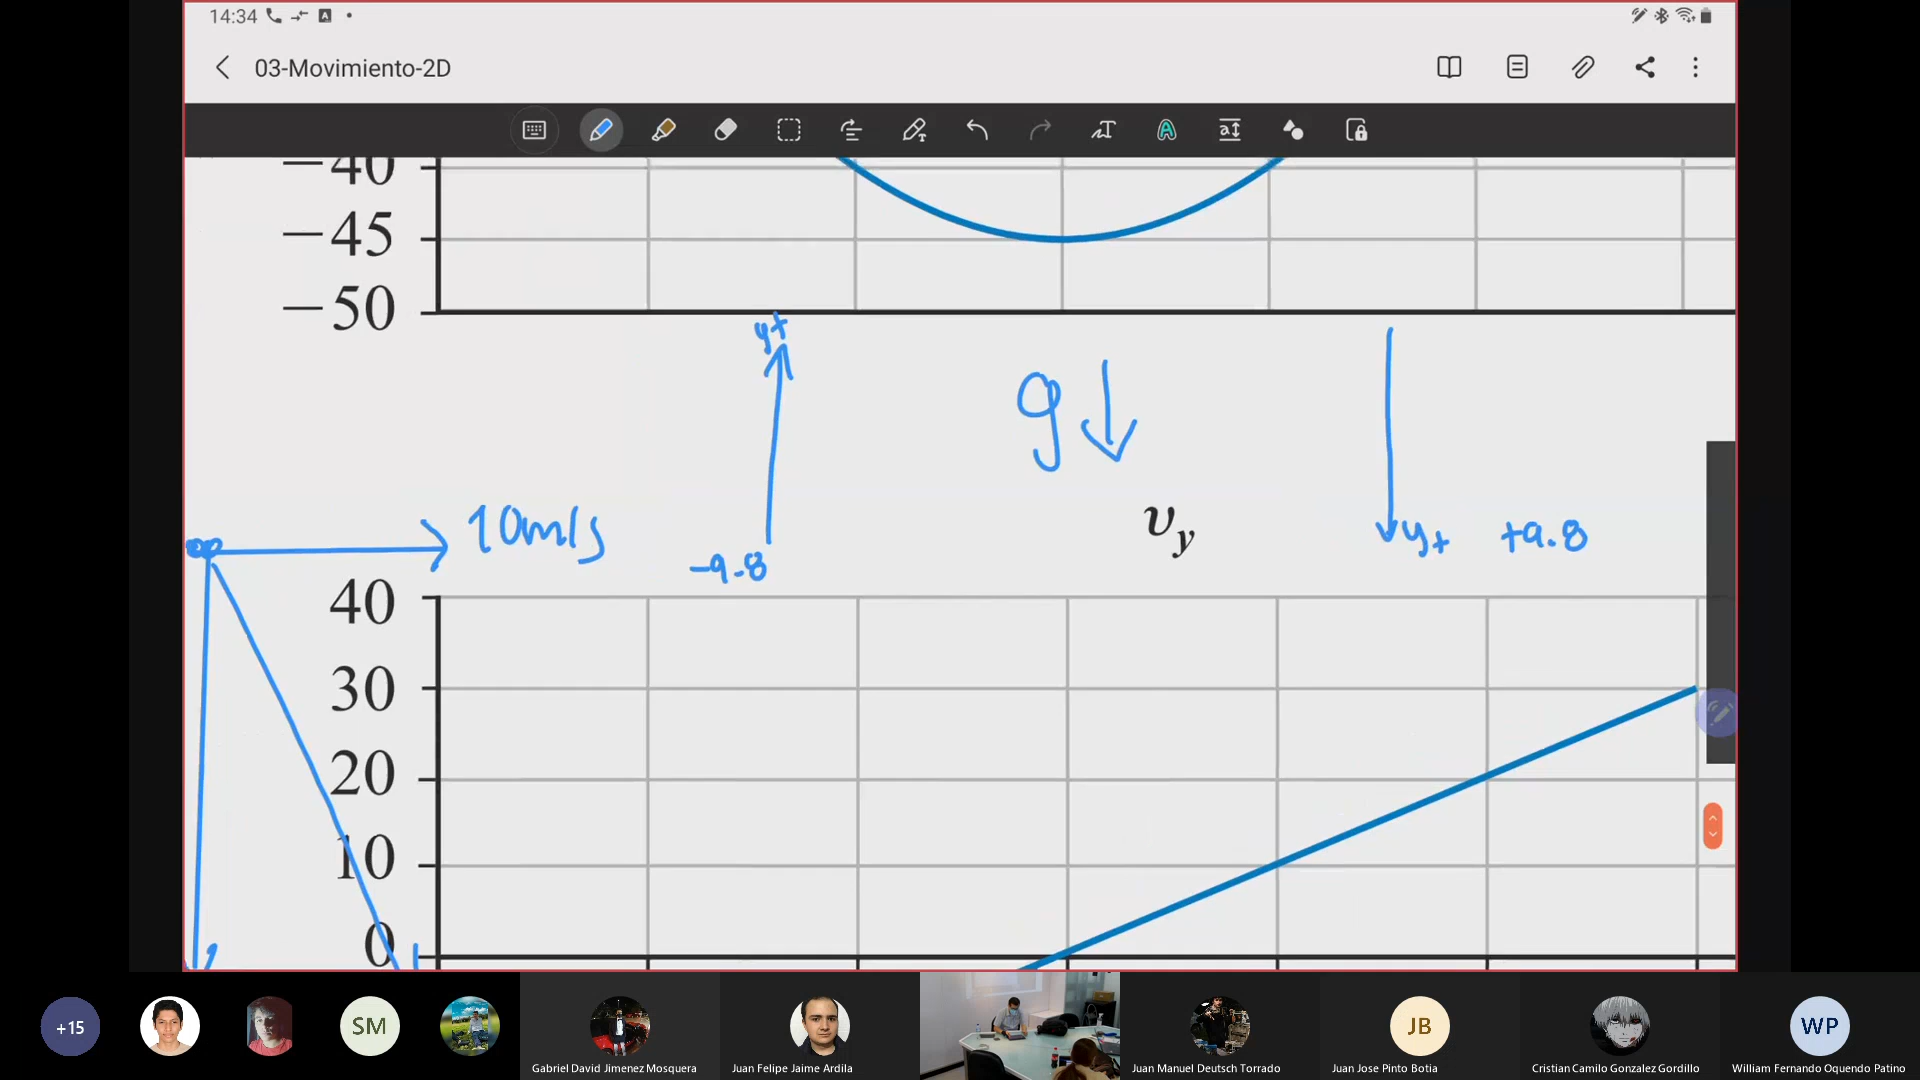 14:34
03-Movimiento-2D
−40
−45
−50
y+
g
10m/s
−9.8
v_y
y+ +9.8
40
30
20
10
0
+15
SM
JB
WP
Gabriel David Jimenez Mosquera
Juan Felipe Jaime Ardila
Juan Manuel Deutsch Torrado
Juan Jose Pinto Botia
Cristian Camilo Gonzalez Gordillo
William Fernando Oquendo Patino